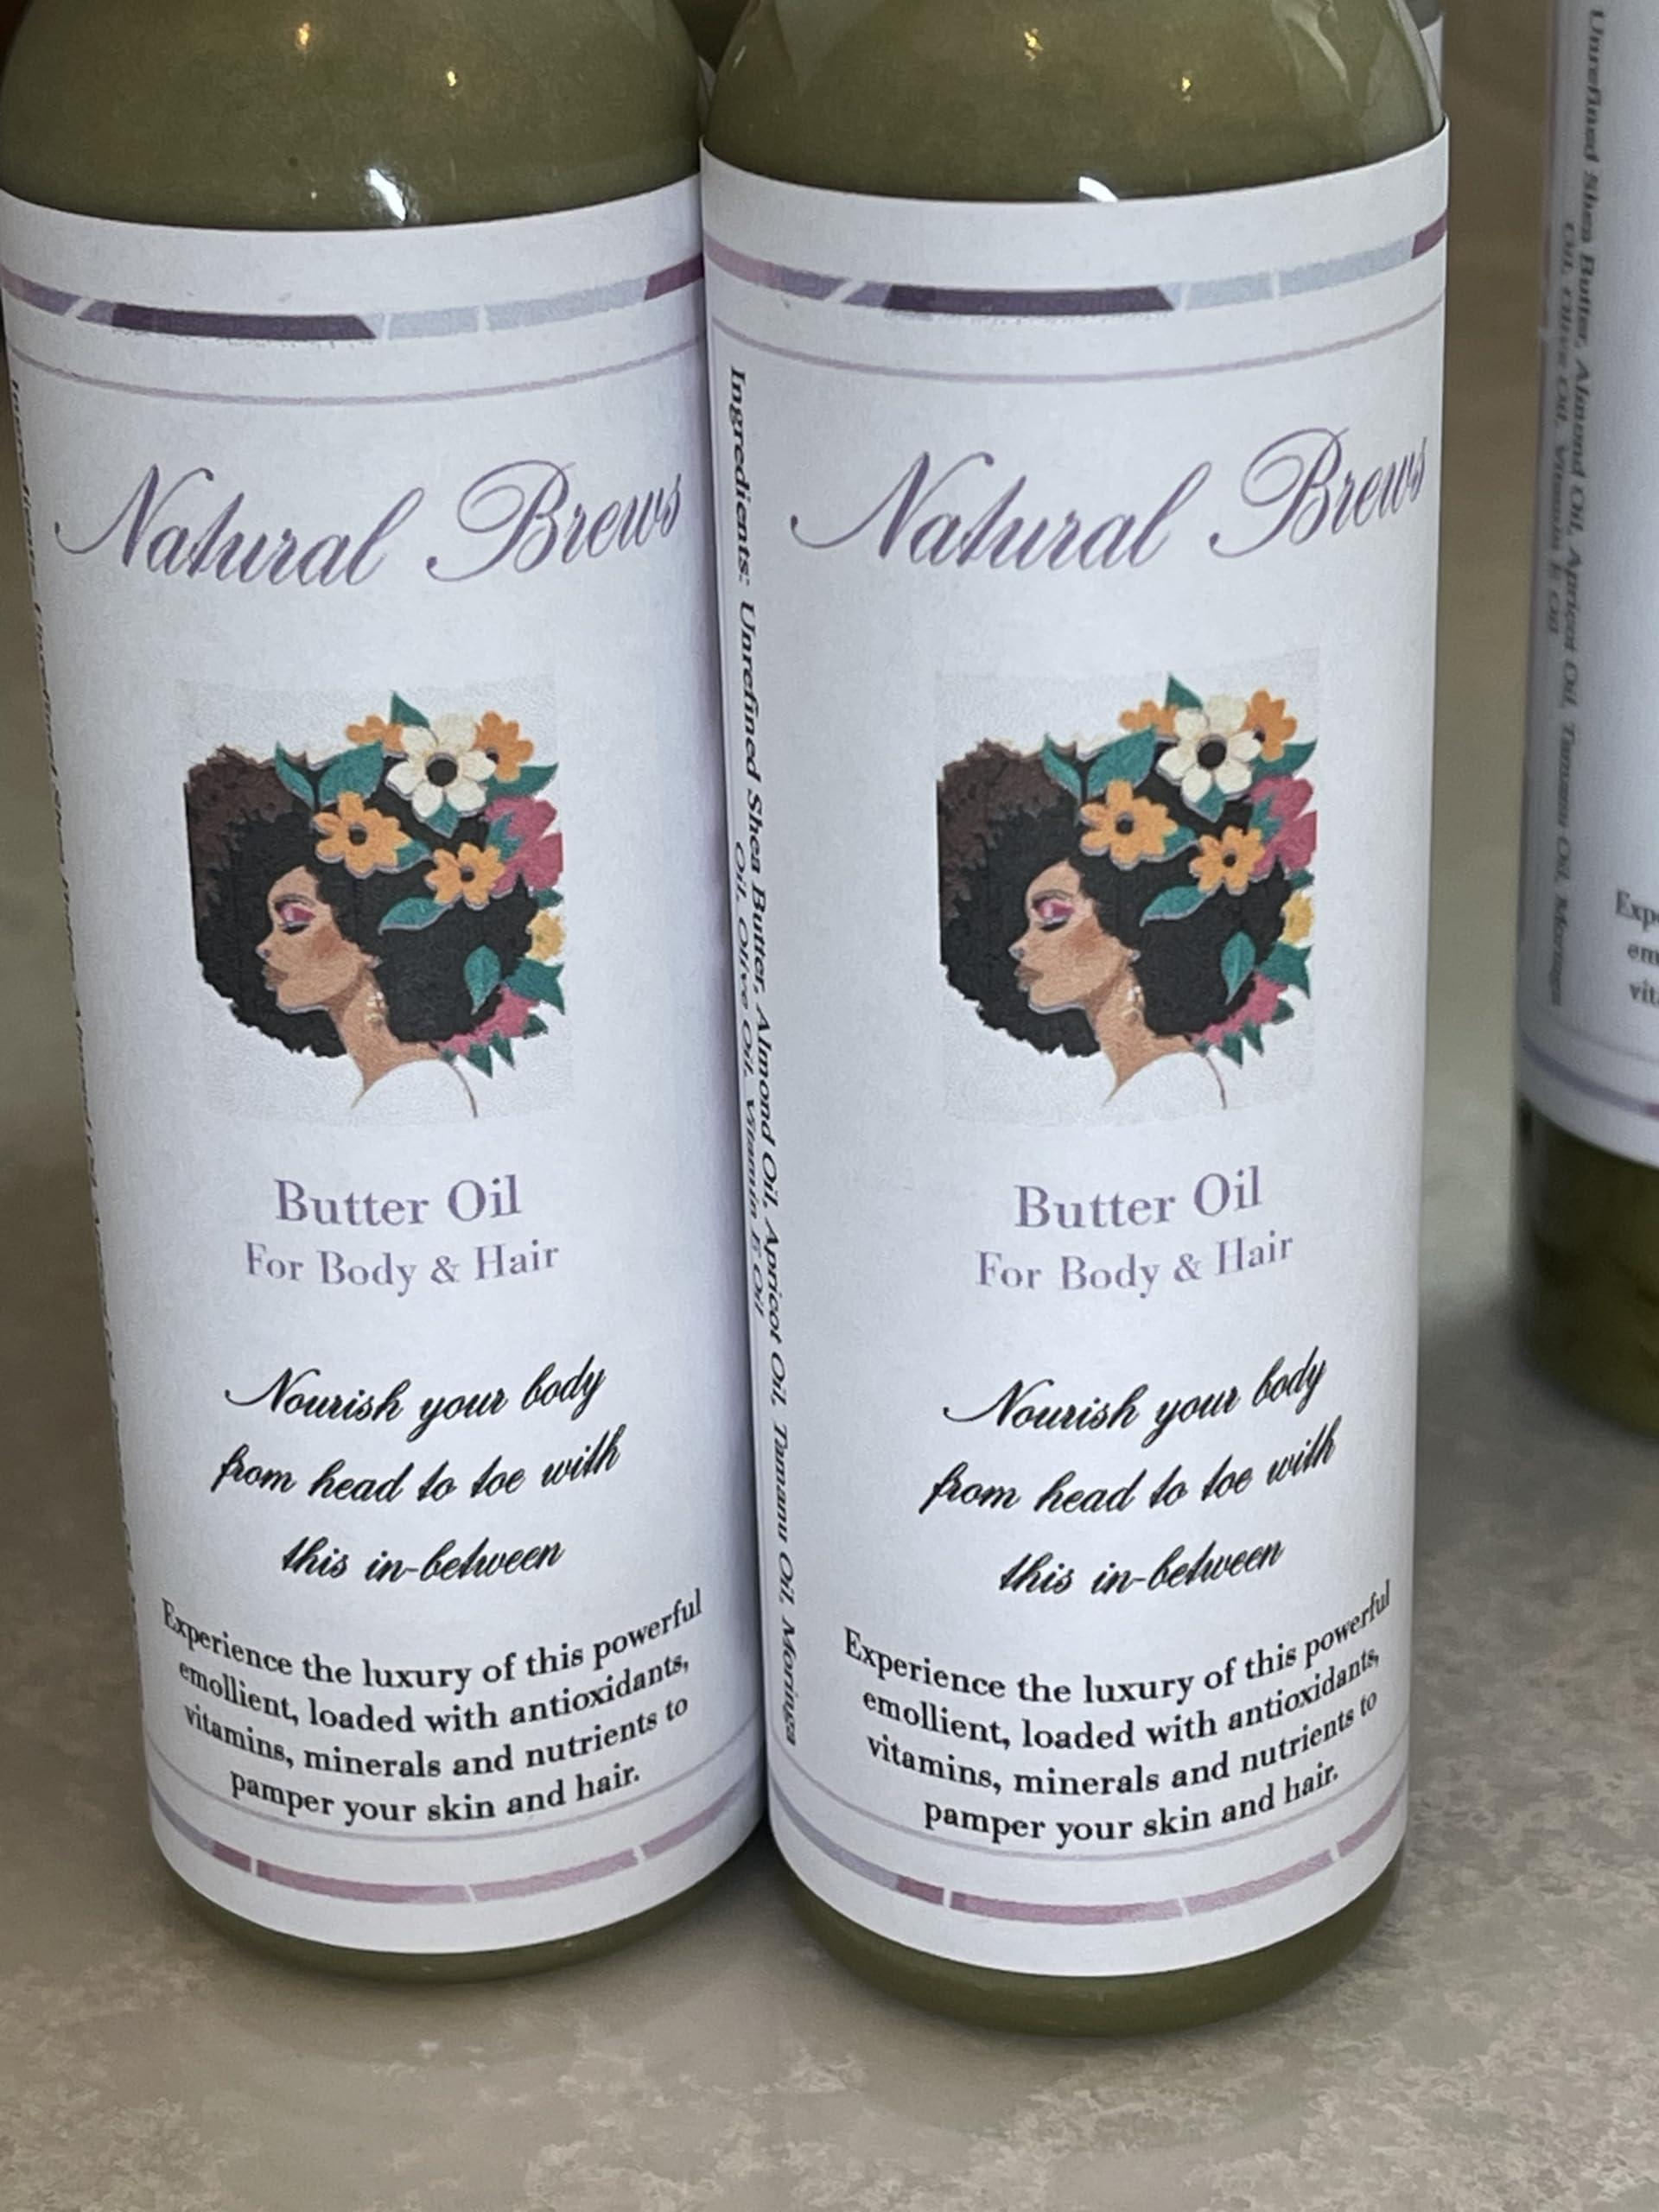 Natural Brews
Butter Oil
For Body & Hair
Nourish your body
from head to toe with
this in-between
Experience the luxury of this powerful
emollient, loaded with antioxidants,
vitamins, minerals and nutrients to
pamper your skin and hair.
Ingredients: Unrefined Shea Butter, Almond Oil, Apricot Oil, Tamanu Oil, Moringa
Oil, Olive Oil, Vitamin E Oil
Natural Brews
Butter Oil
For Body & Hair
Nourish your body
from head to toe with
this in-between
Experience the luxury of this powerful
emollient, loaded with antioxidants,
vitamins, minerals and nutrients to
pamper your skin and hair.
Unrefined Shea Butter, Almond Oil, Apricot Oil, Tamanu Oil, Moringa
Oil, Olive Oil, Vitamin E Oil